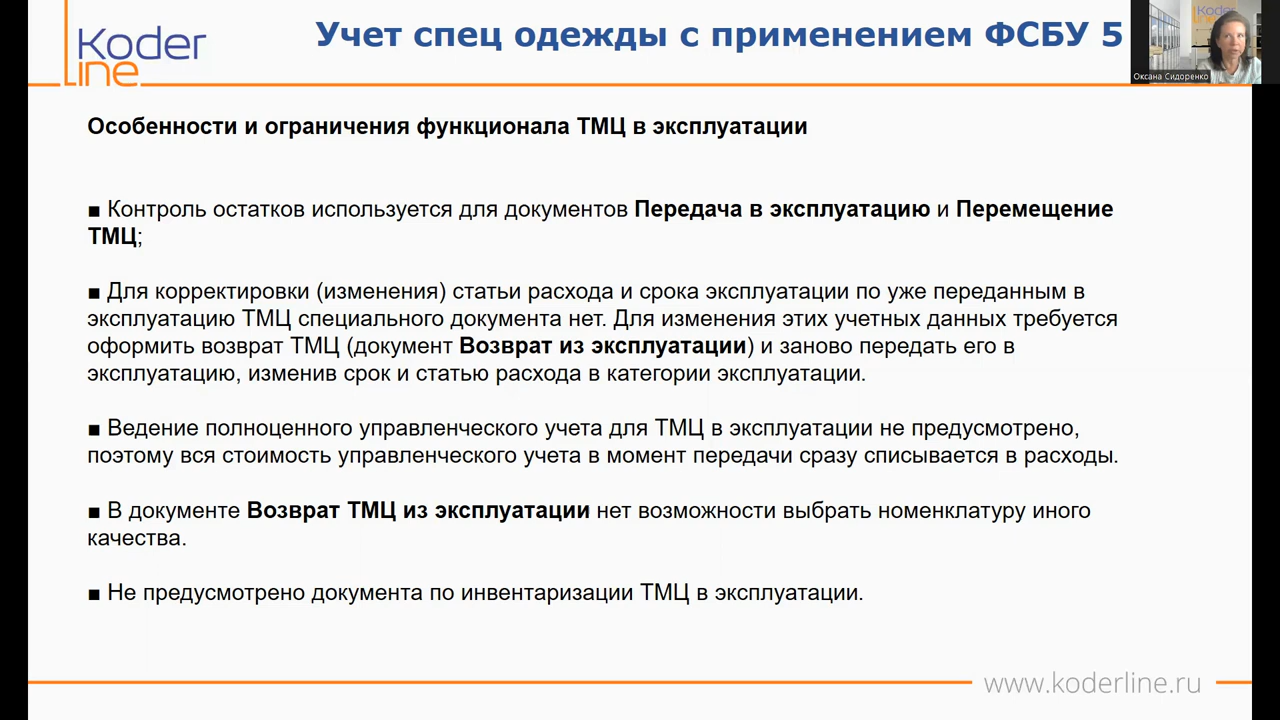 Koder
line
Учет спец одежды с применением ФСБУ 5
Оксана Сидоренко
Особенности и ограничения функционала ТМЦ в эксплуатации
■ Контроль остатков используется для документов Передача в эксплуатацию и Перемещение
ТМЦ;
■ Для корректировки (изменения) статьи расхода и срока эксплуатации по уже переданным в
эксплуатацию ТМЦ специального документа нет. Для изменения этих учетных данных требуется
оформить возврат ТМЦ (документ Возврат из эксплуатации) и заново передать его в
эксплуатацию, изменив срок и статью расхода в категории эксплуатации.
■ Ведение полноценного управленческого учета для ТМЦ в эксплуатации не предусмотрено,
поэтому вся стоимость управленческого учета в момент передачи сразу списывается в расходы.
■ В документе Возврат ТМЦ из эксплуатации нет возможности выбрать номенклатуру иного
качества.
■ Не предусмотрено документа по инвентаризации ТМЦ в эксплуатации.
www.koderline.ru